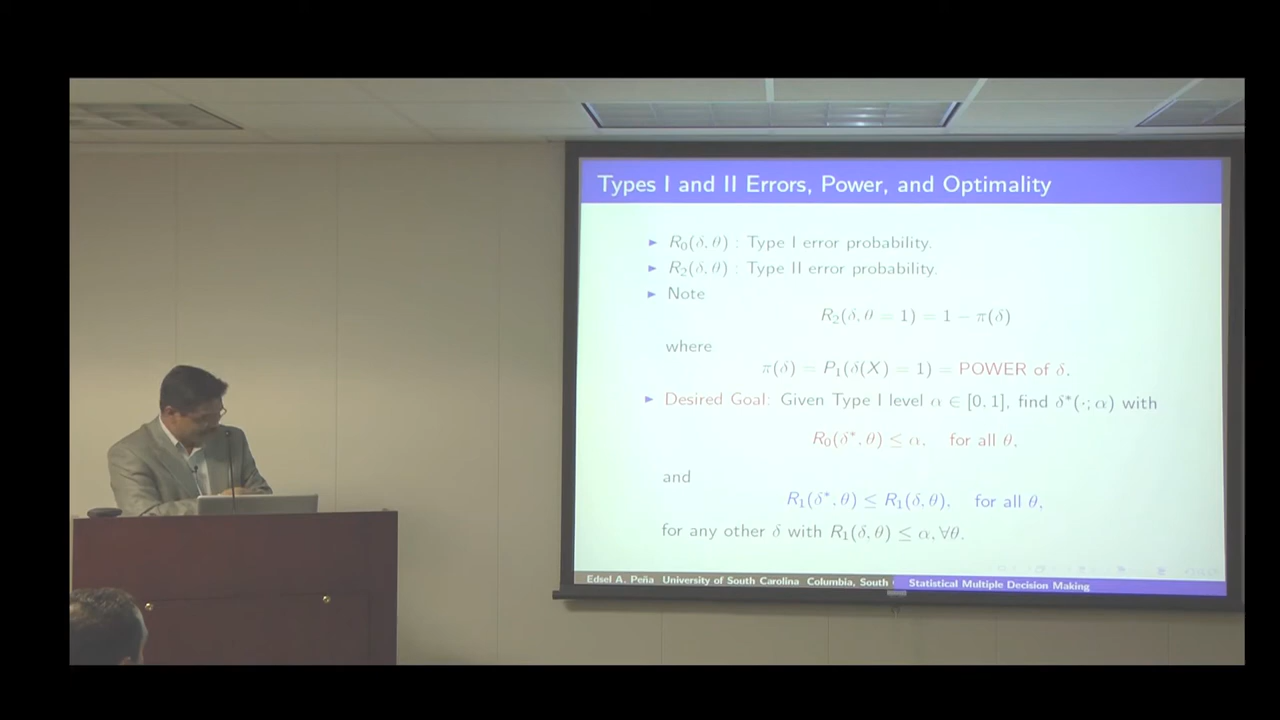 Types I and II Errors, Power, and Optimality
► R₀(δ, θ) : Type I error probability.
► R₂(δ, θ) : Type II error probability.
► Note
R₂(δ, θ = 1) = 1 − π(δ)
where
π(δ) = P₁(δ(X) = 1) = POWER of δ.
► Desired Goal: Given Type I level α ∈ [0, 1], find δ*(·; α) with
R₀(δ*, θ) ≤ α, for all θ,
and
R₁(δ*, θ) ≤ R₁(δ, θ), for all θ,
for any other δ with R₁(δ, θ) ≤ α, ∀θ.
Edsel A. Peña University of South Carolina Columbia, South
Statistical Multiple Decision Making